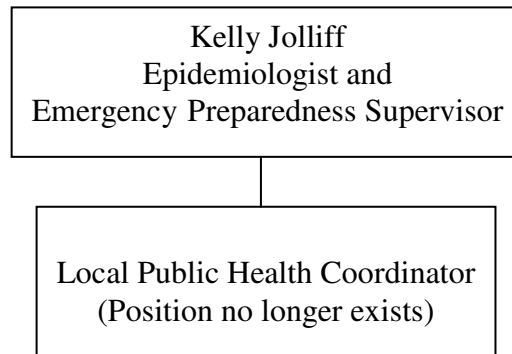 Kelly Jolliff
Epidemiologist and
Emergency Preparedness Supervisor
Local Public Health Coordinator
(Position no longer exists)